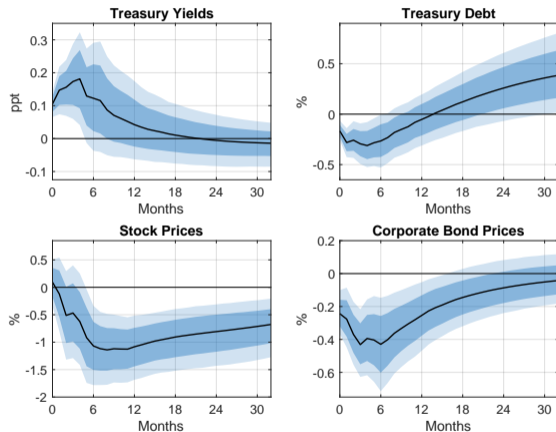 Treasury Yields
0.3
0.2
0.1
0
-0.1
ppt
0 6 12 18 24 30
Months
Treasury Debt
0.5
0
-0.5
%
0 6 12 18 24 30
Months
Stock Prices
0.5
0
-0.5
-1
-1.5
-2
%
0 6 12 18 24 30
Months
Corporate Bond Prices
0.2
0
-0.2
-0.4
-0.6
%
0 6 12 18 24 30
Months